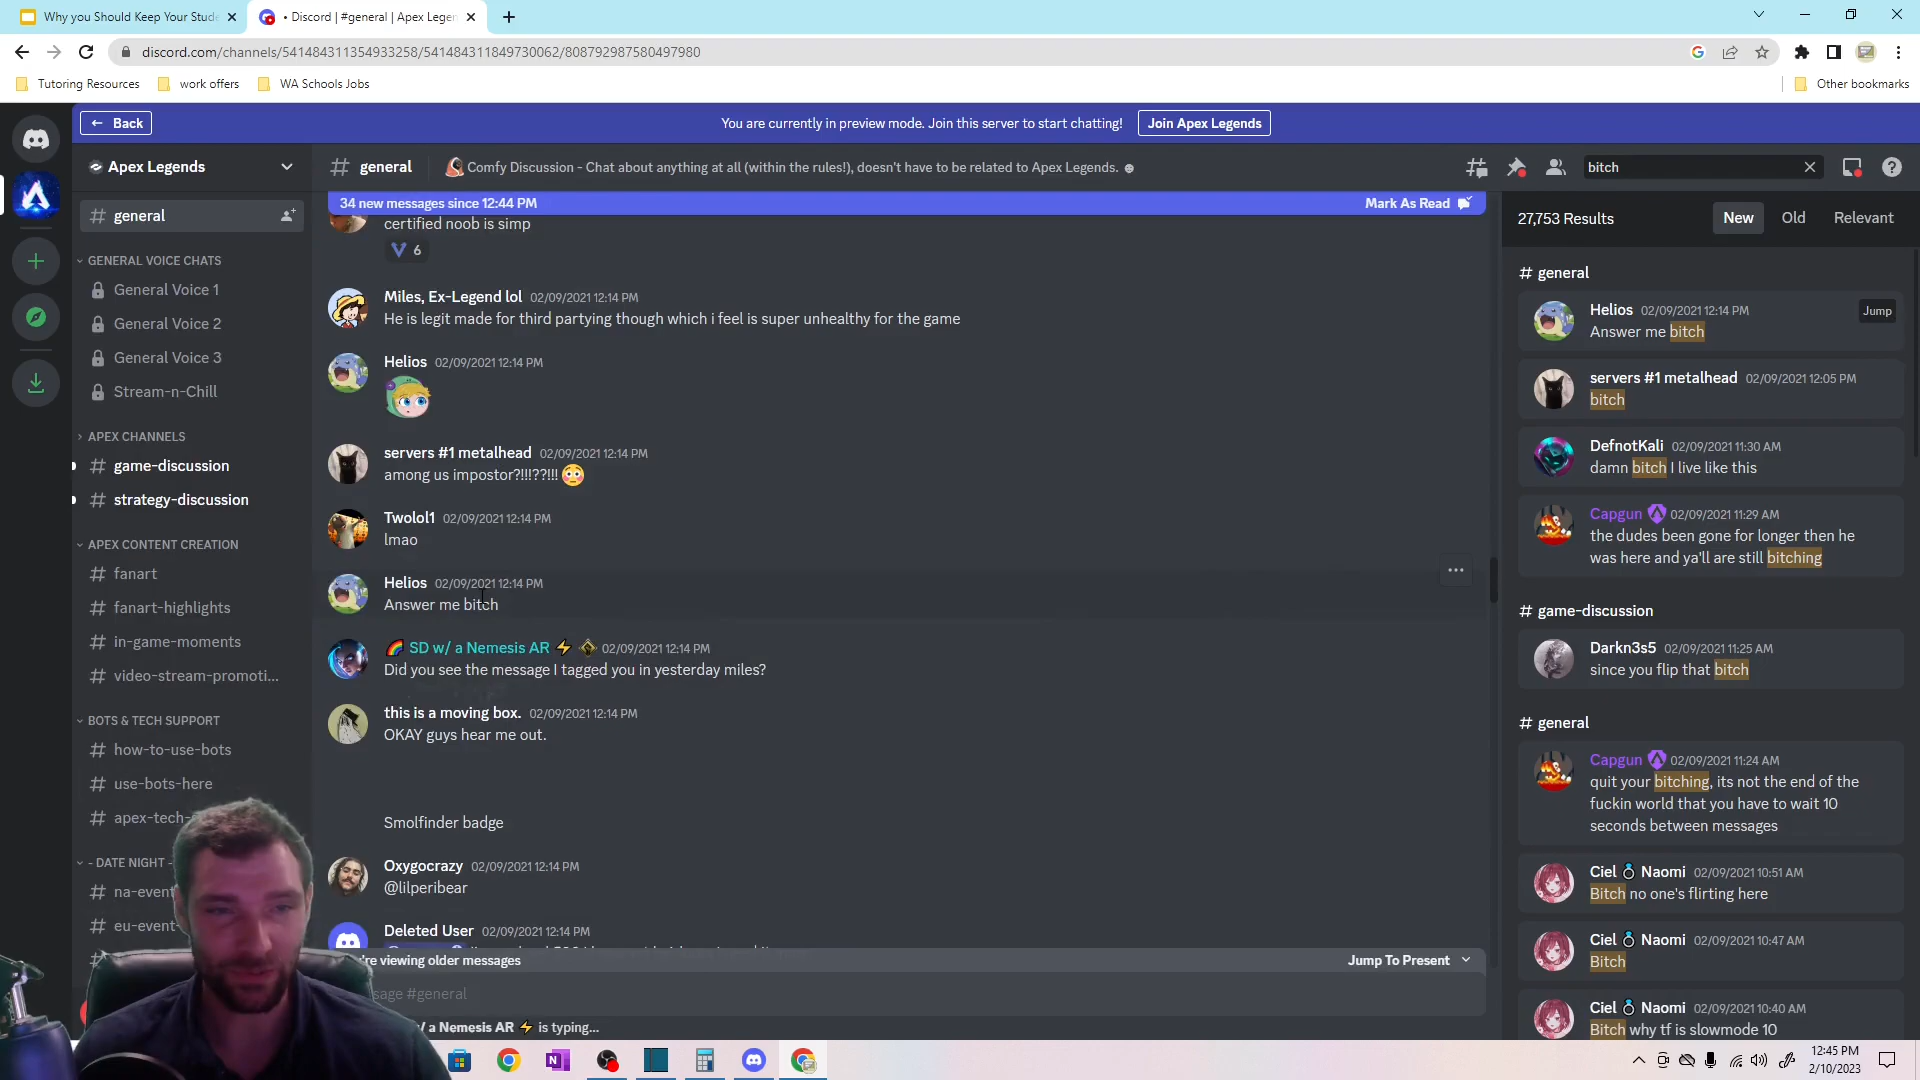 Why you Should Keep Your Stude
• Discord | #general | Apex Legen
discord.com/channels/541484311354933258/541484311849730062/808792987580497980
Tutoring Resources
work offers
WA Schools Jobs
Other bookmarks
Back
You are currently in preview mode. Join this server to start chatting!
Join Apex Legends
Apex Legends
general
Comfy Discussion - Chat about anything at all (within the rules!), doesn't have to be related to Apex Legends.
bitch
34 new messages since 12:44 PM
Mark As Read
general
GENERAL VOICE CHATS
General Voice 1
General Voice 2
General Voice 3
Stream-n-Chill
APEX CHANNELS
game-discussion
strategy-discussion
APEX CONTENT CREATION
fanart
fanart-highlights
in-game-moments
video-stream-promoti...
BOTS & TECH SUPPORT
how-to-use-bots
use-bots-here
apex-tech-
- DATE NIGHT -
na-event
eu-event-
certified noob is simp
6
Miles, Ex-Legend lol 02/09/2021 12:14 PM
He is legit made for third partying though which i feel is super unhealthy for the game
Helios 02/09/2021 12:14 PM
servers #1 metalhead 02/09/2021 12:14 PM
among us impostor?!!!??!!! 😳
Twolol1 02/09/2021 12:14 PM
lmao
Helios 02/09/2021 12:14 PM
Answer me bitch
🌈 SD w/ a Nemesis AR ⚡ 02/09/2021 12:14 PM
Did you see the message I tagged you in yesterday miles?
this is a moving box. 02/09/2021 12:14 PM
OKAY guys hear me out.
Smolfinder badge
Oxygocrazy 02/09/2021 12:14 PM
@lilperibear
Deleted User 02/09/2021 12:14 PM
're viewing older messages
Jump To Present
sage #general
w/ a Nemesis AR ⚡ is typing...
27,753 Results
New
Old
Relevant
# general
Helios 02/09/2021 12:14 PM
Jump
Answer me bitch
servers #1 metalhead 02/09/2021 12:05 PM
bitch
DefnotKali 02/09/2021 11:30 AM
damn bitch I live like this
Capgun 02/09/2021 11:29 AM
the dudes been gone for longer then he
was here and ya'll are still bitching
# game-discussion
Darkn3s5 02/09/2021 11:25 AM
since you flip that bitch
# general
Capgun 02/09/2021 11:24 AM
quit your bitching, its not the end of the
fuckin world that you have to wait 10
seconds between messages
Ciel 💍 Naomi 02/09/2021 10:51 AM
Bitch no one's flirting here
Ciel 💍 Naomi 02/09/2021 10:47 AM
Bitch
Ciel 💍 Naomi 02/09/2021 10:40 AM
Bitch why tf is slowmode 10
12:45 PM
2/10/2023